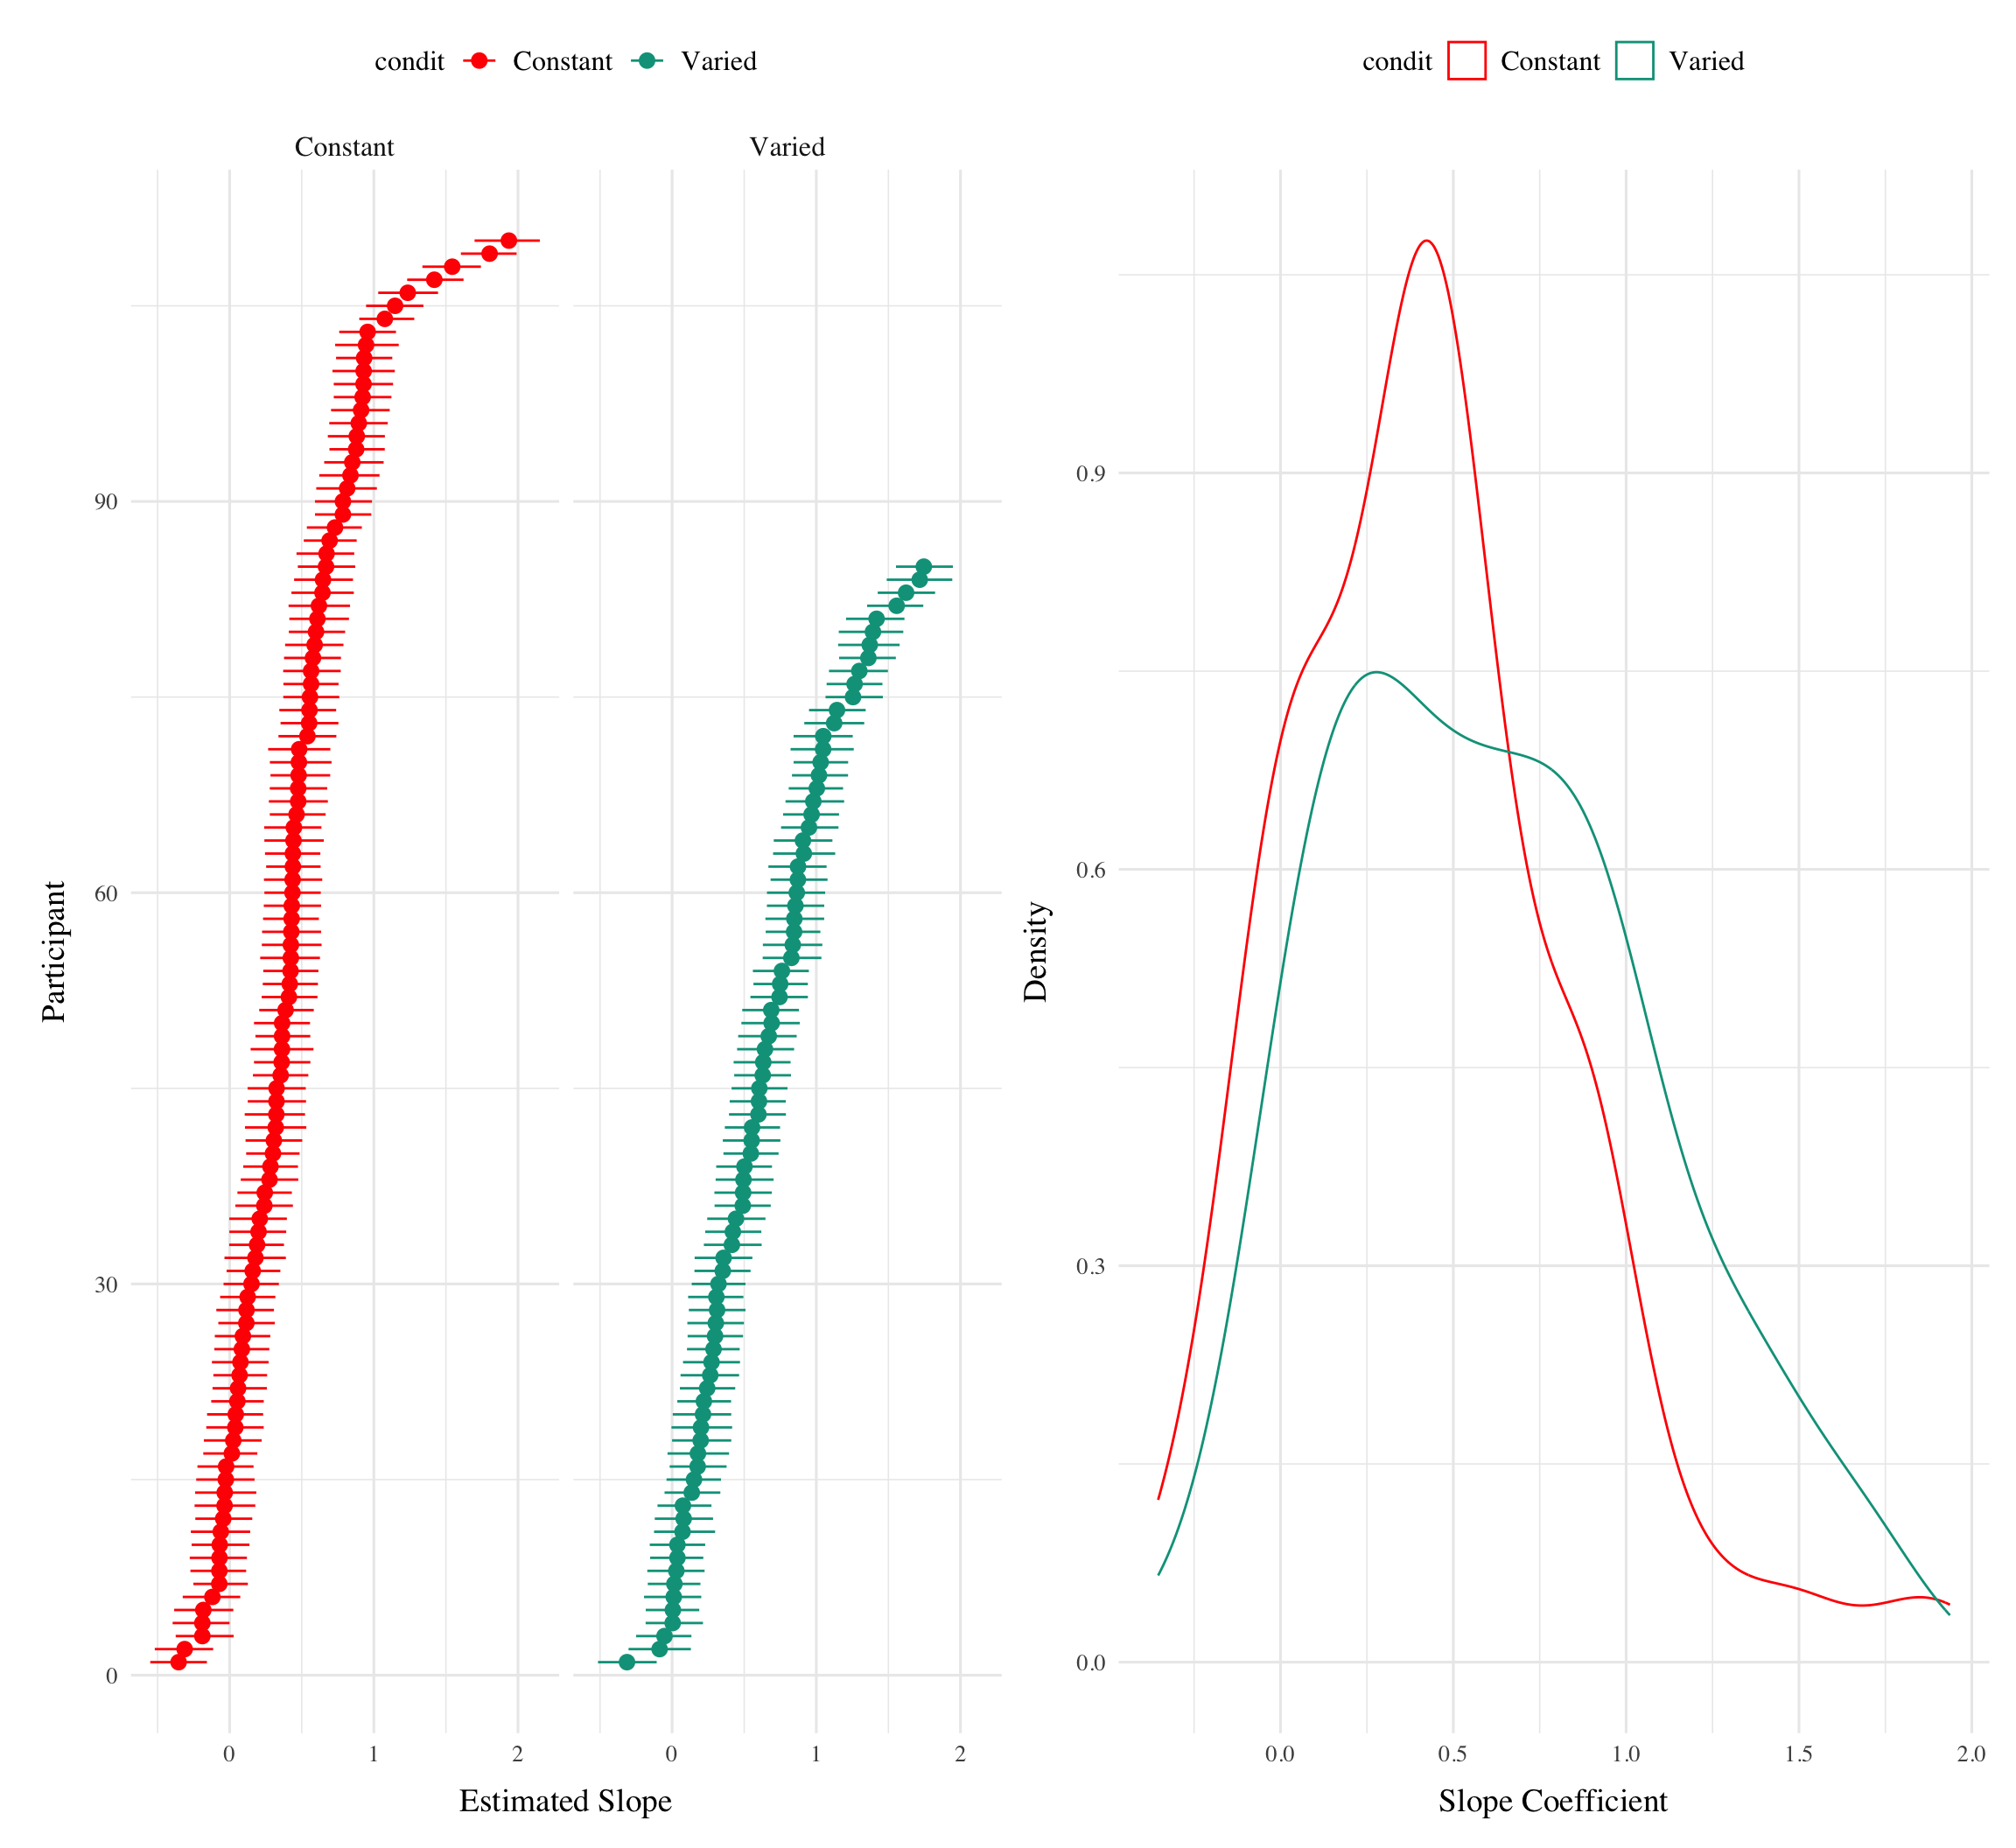 condit Constant Varied
Constant Varied
90
60
30
0
Participant
0 1 2 0 1 2
Estimated Slope
condit Constant Varied
0.9
0.6
0.3
0.0
Density
0.0 0.5 1.0 1.5 2.0
Slope Coefficient